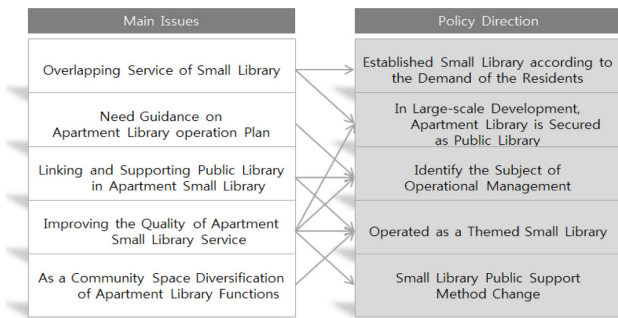 Main Issues
Overlapping Service of Small Library
Need Guidance on
Apartment Library operation Plan
Linking and Supporting Public Library
in Apartment Small Library
Improving the Quality of Apartment
Small Library Service
As a Community Space Diversification
of Apartment Library Functions
Policy Direction
Established Small Library according to
the Demand of the Residents
In Large-scale Development,
Apartment Library is Secured
as Public Library
Identify the Subject of
Operational Management
Operated as a Themed Small Library
Small Library Public Support
Method Change